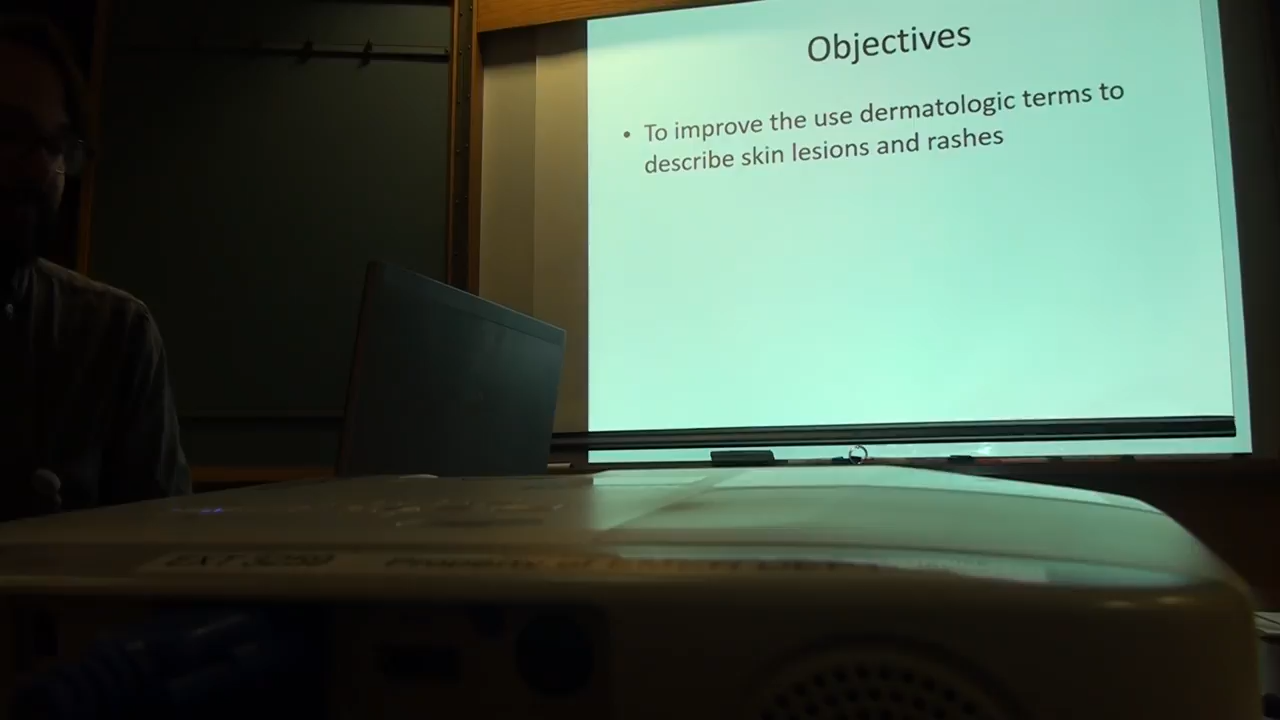 Objectives
• To improve the use dermatologic terms to
describe skin lesions and rashes